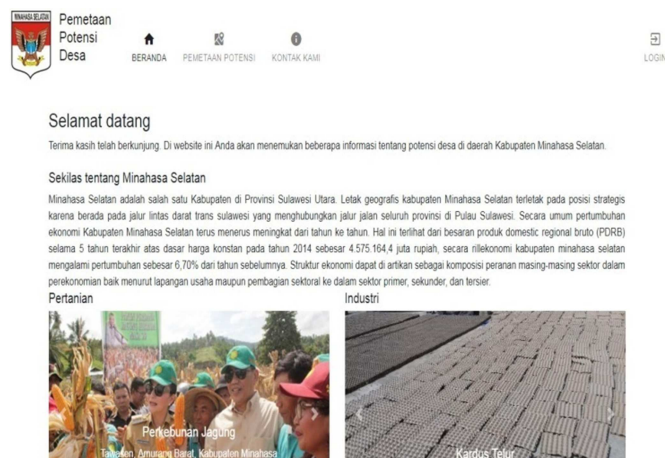 MINAHASA SELATAN
Pemetaan
Potensi
Desa
BERANDA
PEMETAAN POTENSI
KONTAK KAMI
LOGIN
Selamat datang
Terima kasih telah berkunjung. Di website ini Anda akan menemukan beberapa informasi tentang potensi desa di daerah Kabupaten Minahasa Selatan.
Sekilas tentang Minahasa Selatan
Minahasa Selatan adalah salah satu Kabupaten di Provinsi Sulawesi Utara. Letak geografis kabupaten Minahasa Selatan terletak pada posisi strategis
karena berada pada jalur lintas darat trans sulawesi yang menghubungkan jalur jalan seluruh provinsi di Pulau Sulawesi. Secara umum pertumbuhan
ekonomi Kabupaten Minahasa Selatan terus menerus meningkat dari tahun ke tahun. Hal ini terlihat dari besaran produk domestic regional bruto (PDRB)
selama 5 tahun terakhir atas dasar harga konstan pada tahun 2014 sebesar 4.575.164,4 juta rupiah, secara riilekonomi kabupaten minahasa selatan
mengalami pertumbuhan sebesar 6,70% dari tahun sebelumnya. Struktur ekonomi dapat di artikan sebagai komposisi peranan masing-masing sektor dalam
perekonomian baik menurut lapangan usaha maupun pembagian sektoral ke dalam sektor primer, sekunder, dan tersier.
Pertanian
Industri
Perkebunan Jagung
Tawaang, Amurang Barat, Kabupaten Minahasa
Kardus Telur